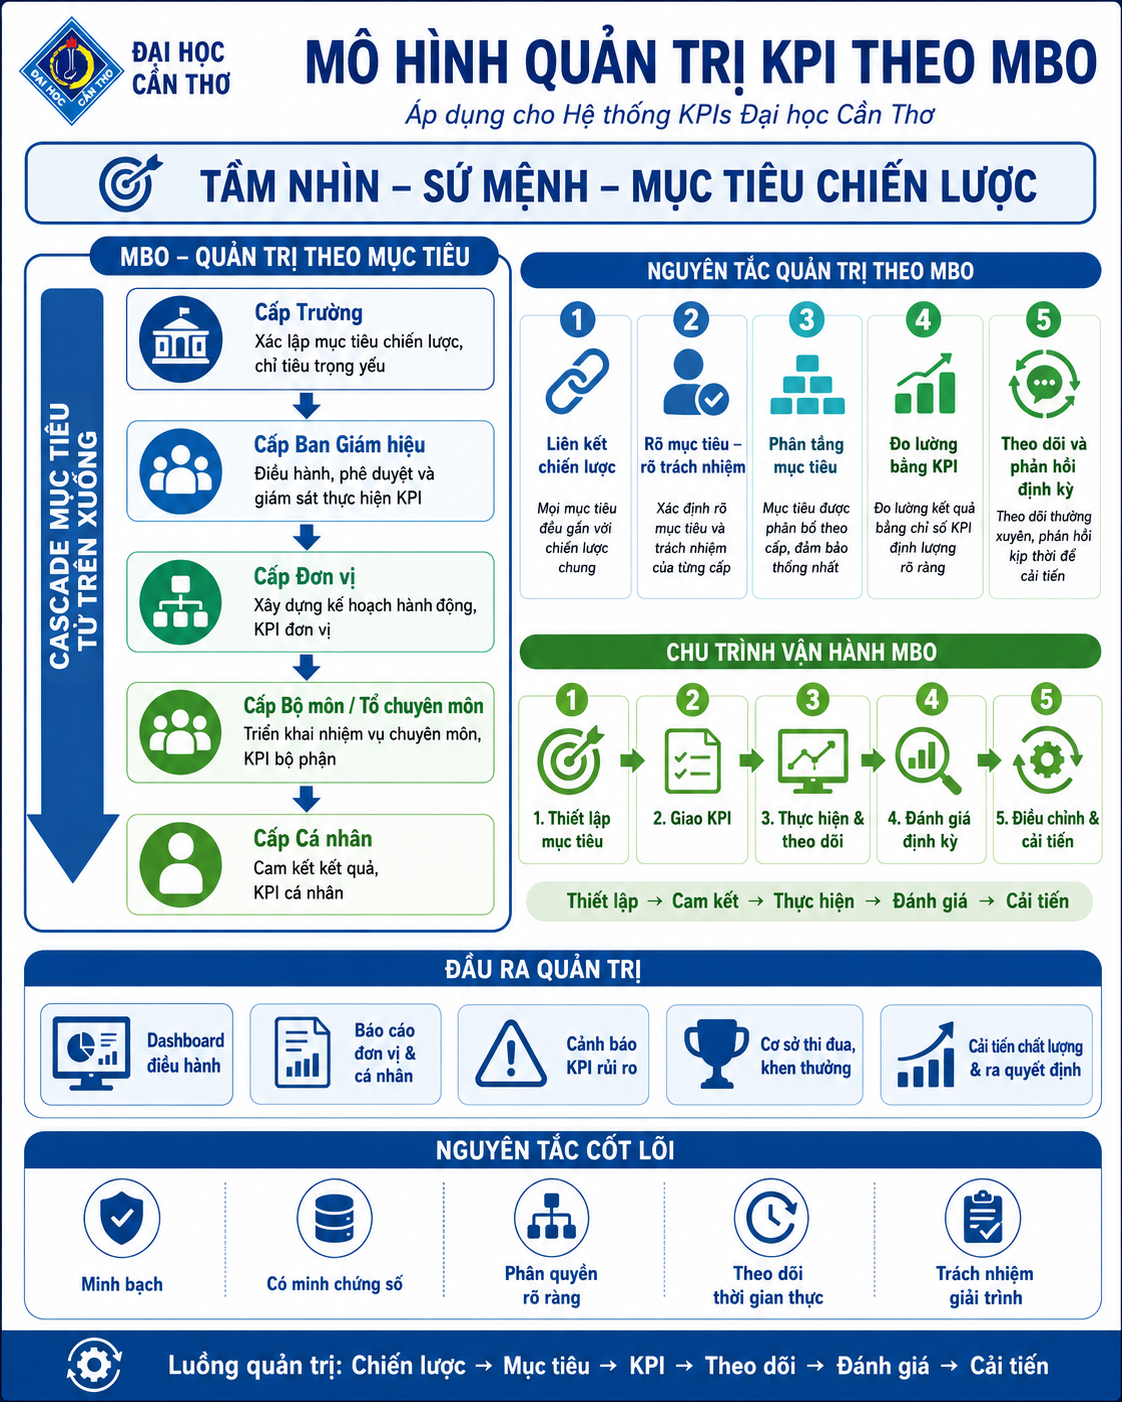 ĐẠI HỌC
CẦN THƠ
ĐẠI HỌC CẦN THƠ
MÔ HÌNH QUẢN TRỊ KPI THEO MBO
Áp dụng cho Hệ thống KPIs Đại học Cần Thơ
TẦM NHÌN – SỨ MỆNH – MỤC TIÊU CHIẾN LƯỢC
MBO – QUẢN TRỊ THEO MỤC TIÊU
CASCADE MỤC TIÊU
TỪ TRÊN XUỐNG
Cấp Trường
Xác lập mục tiêu chiến lược,
chỉ tiêu trọng yếu
Cấp Ban Giám hiệu
Điều hành, phê duyệt và
giám sát thực hiện KPI
Cấp Đơn vị
Xây dựng kế hoạch hành động,
KPI đơn vị
Cấp Bộ môn / Tổ chuyên môn
Triển khai nhiệm vụ chuyên môn,
KPI bộ phận
Cấp Cá nhân
Cam kết kết quả,
KPI cá nhân
NGUYÊN TẮC QUẢN TRỊ THEO MBO
1
Liên kết
chiến lược
Mọi mục tiêu
đều gắn với
chiến lược
chung
2
Rõ mục tiêu –
rõ trách nhiệm
Xác định rõ
mục tiêu và
trách nhiệm
của từng cấp
3
Phân tầng
mục tiêu
Mục tiêu được
phân bổ theo
cấp, đảm bảo
thống nhất
4
Đo lường
bằng KPI
Đo lường kết quả
bằng chỉ số KPI
định lượng
rõ ràng
5
Theo dõi và
phản hồi
định kỳ
Theo dõi thường
xuyên, phản hồi
kịp thời để
cải tiến
CHU TRÌNH VẬN HÀNH MBO
1
1. Thiết lập
mục tiêu
2
2. Giao KPI
3
3. Thực hiện &
theo dõi
4
4. Đánh giá
định kỳ
5
5. Điều chỉnh &
cải tiến
Thiết lập → Cam kết → Thực hiện → Đánh giá → Cải tiến
ĐẦU RA QUẢN TRỊ
Dashboard
điều hành
Báo cáo
đơn vị &
cá nhân
Cảnh báo
KPI rủi ro
Cơ sở thi đua,
khen thưởng
Cải tiến chất lượng
& ra quyết định
NGUYÊN TẮC CỐT LÕI
Minh bạch
Có minh chứng số
Phân quyền
rõ ràng
Theo dõi
thời gian thực
Trách nhiệm
giải trình
Luồng quản trị: Chiến lược → Mục tiêu → KPI → Theo dõi → Đánh giá → Cải tiến